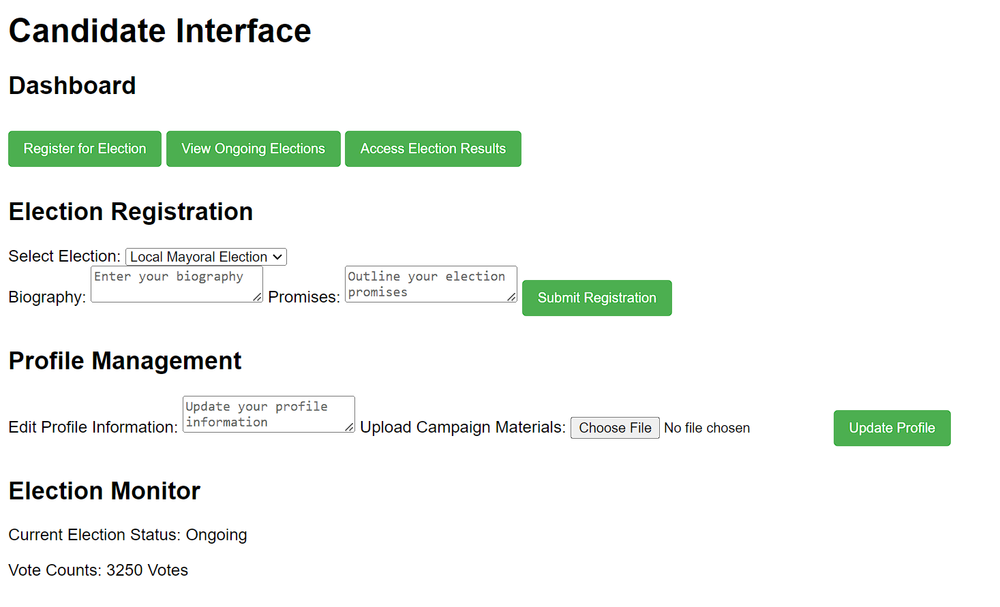 Candidate Interface
Dashboard
Register for Election View Ongoing Elections Access Election Results
Election Registration
Select Election: Local Mayoral Election
Biography: Enter your biography Promises: Outline your election promises Submit Registration
Profile Management
Edit Profile Information: Update your profile information Upload Campaign Materials: Choose File No file chosen Update Profile
Election Monitor
Current Election Status: Ongoing
Vote Counts: 3250 Votes